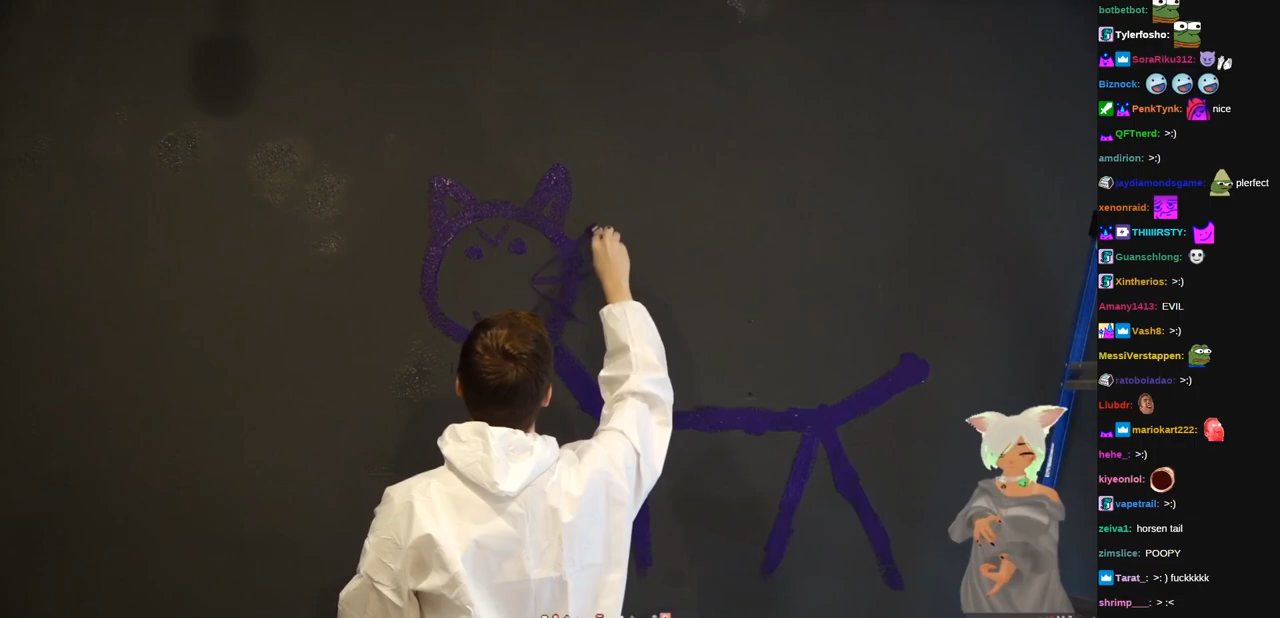 botbetbot:
Tylerfosho:
SoraRiku312:
Biznock:
PenkTynk: nice
QFTnerd: >:)
amdirion: >:)
jaydiamondsgame: plerfect
xenonraid:
THIIIIRSTY:
Guanschlong:
Xintherios: >:)
Amany1413: EVIL
Vash8: >:)
MessiVerstappen:
ratoboladao: >:)
Llubdr:
mariokart222:
hehe_: >:)
kiyeonlol:
vapetrail: >:)
zeiva1: horsen tail
zimslice: POOPY
Tarat_: >: ) fuckkkkk
shrimp___: > :<